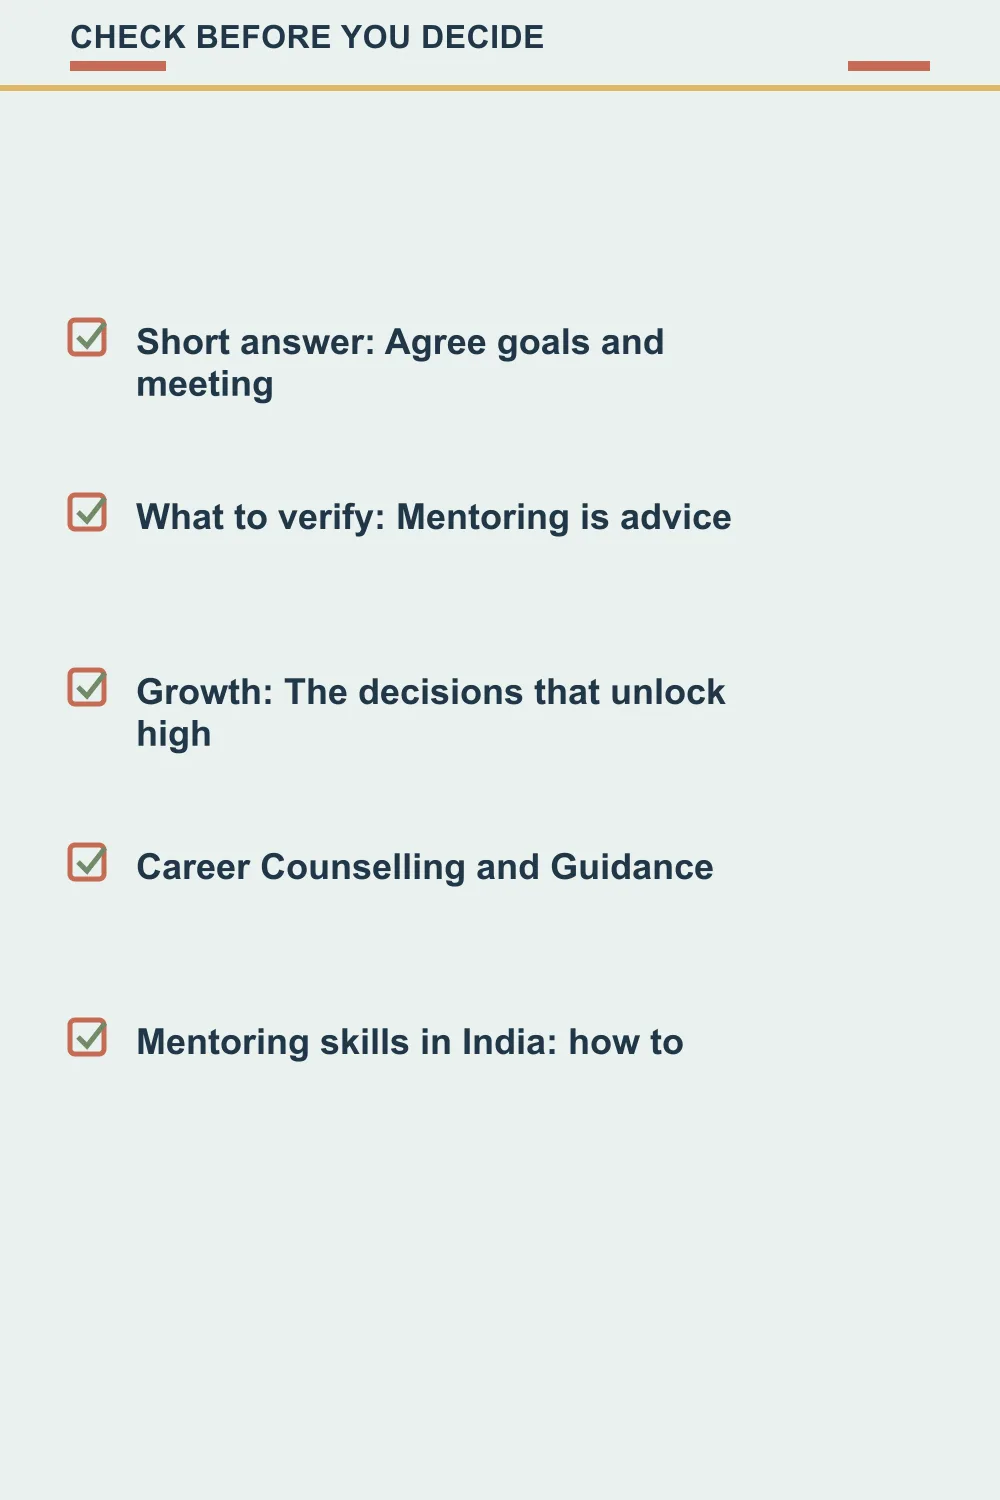 CHECK BEFORE YOU DECIDE
Short answer: Agree goals and
meeting
What to verify: Mentoring is advice
Growth: The decisions that unlock
high
Career Counselling and Guidance
Mentoring skills in India: how to